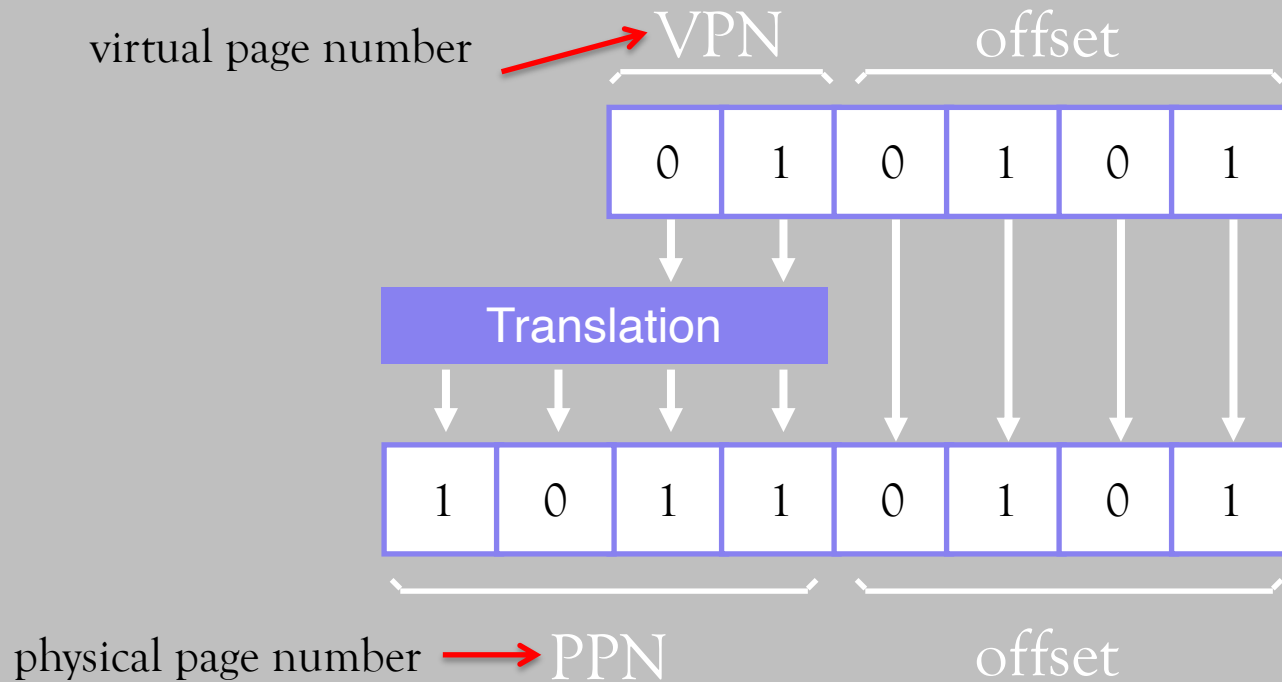 virtual page number VPN offset
0 1 0 1 0 1
Translation
1 0 1 1 0 1 0 1
physical page number PPN offset